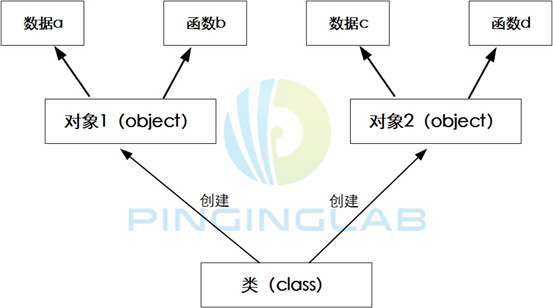 数据a
函数b
数据c
函数d
对象1（object）
对象2（object）
创建
创建
PINGINGLAB
类（class）